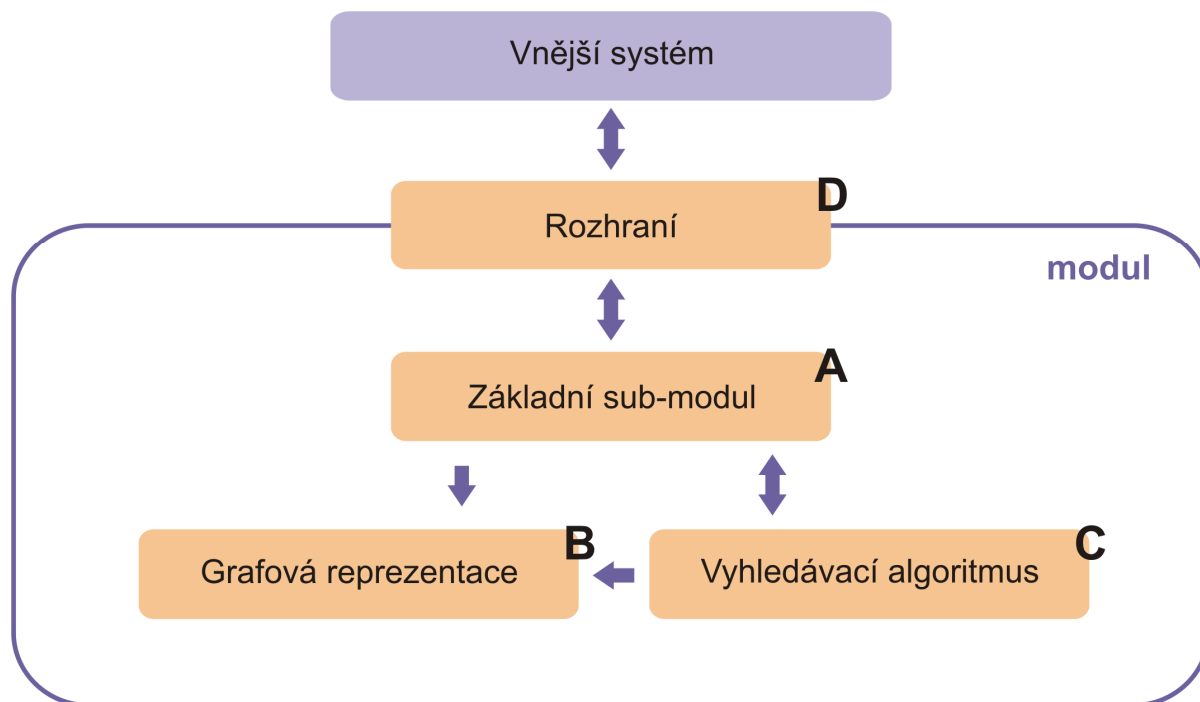 Vnější systém
D
Rozhraní
modul
A
Základní sub-modul
B
Grafová reprezentace
C
Vyhledávací algoritmus